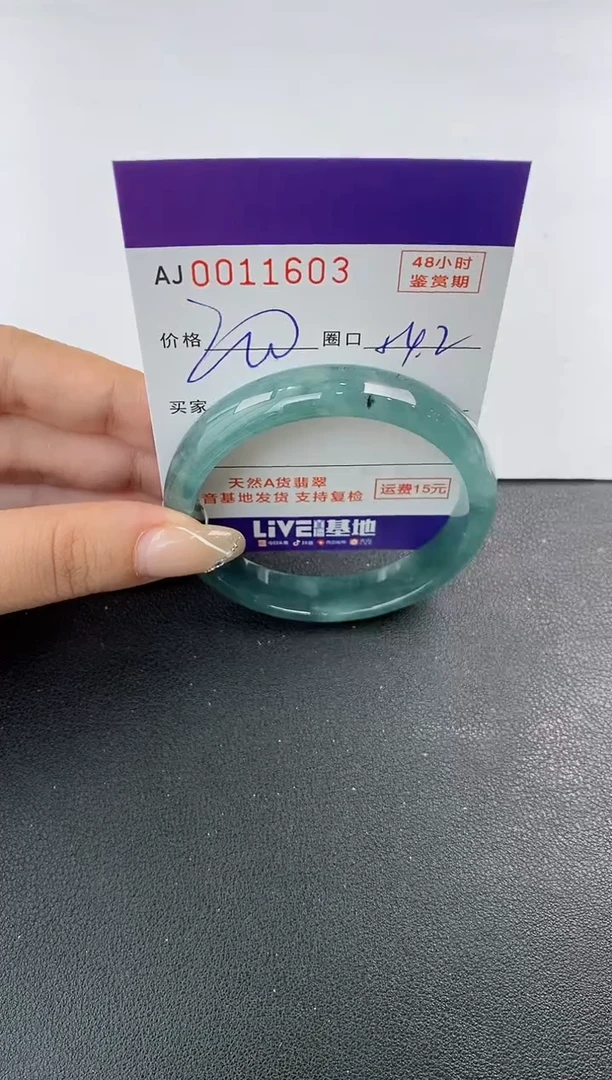 AJ 0011603
48小时
鉴赏期
价格 圈口 54.2
买家
天然A货翡翠
音基地发货 支持复检
运费15元
LiVE 基地